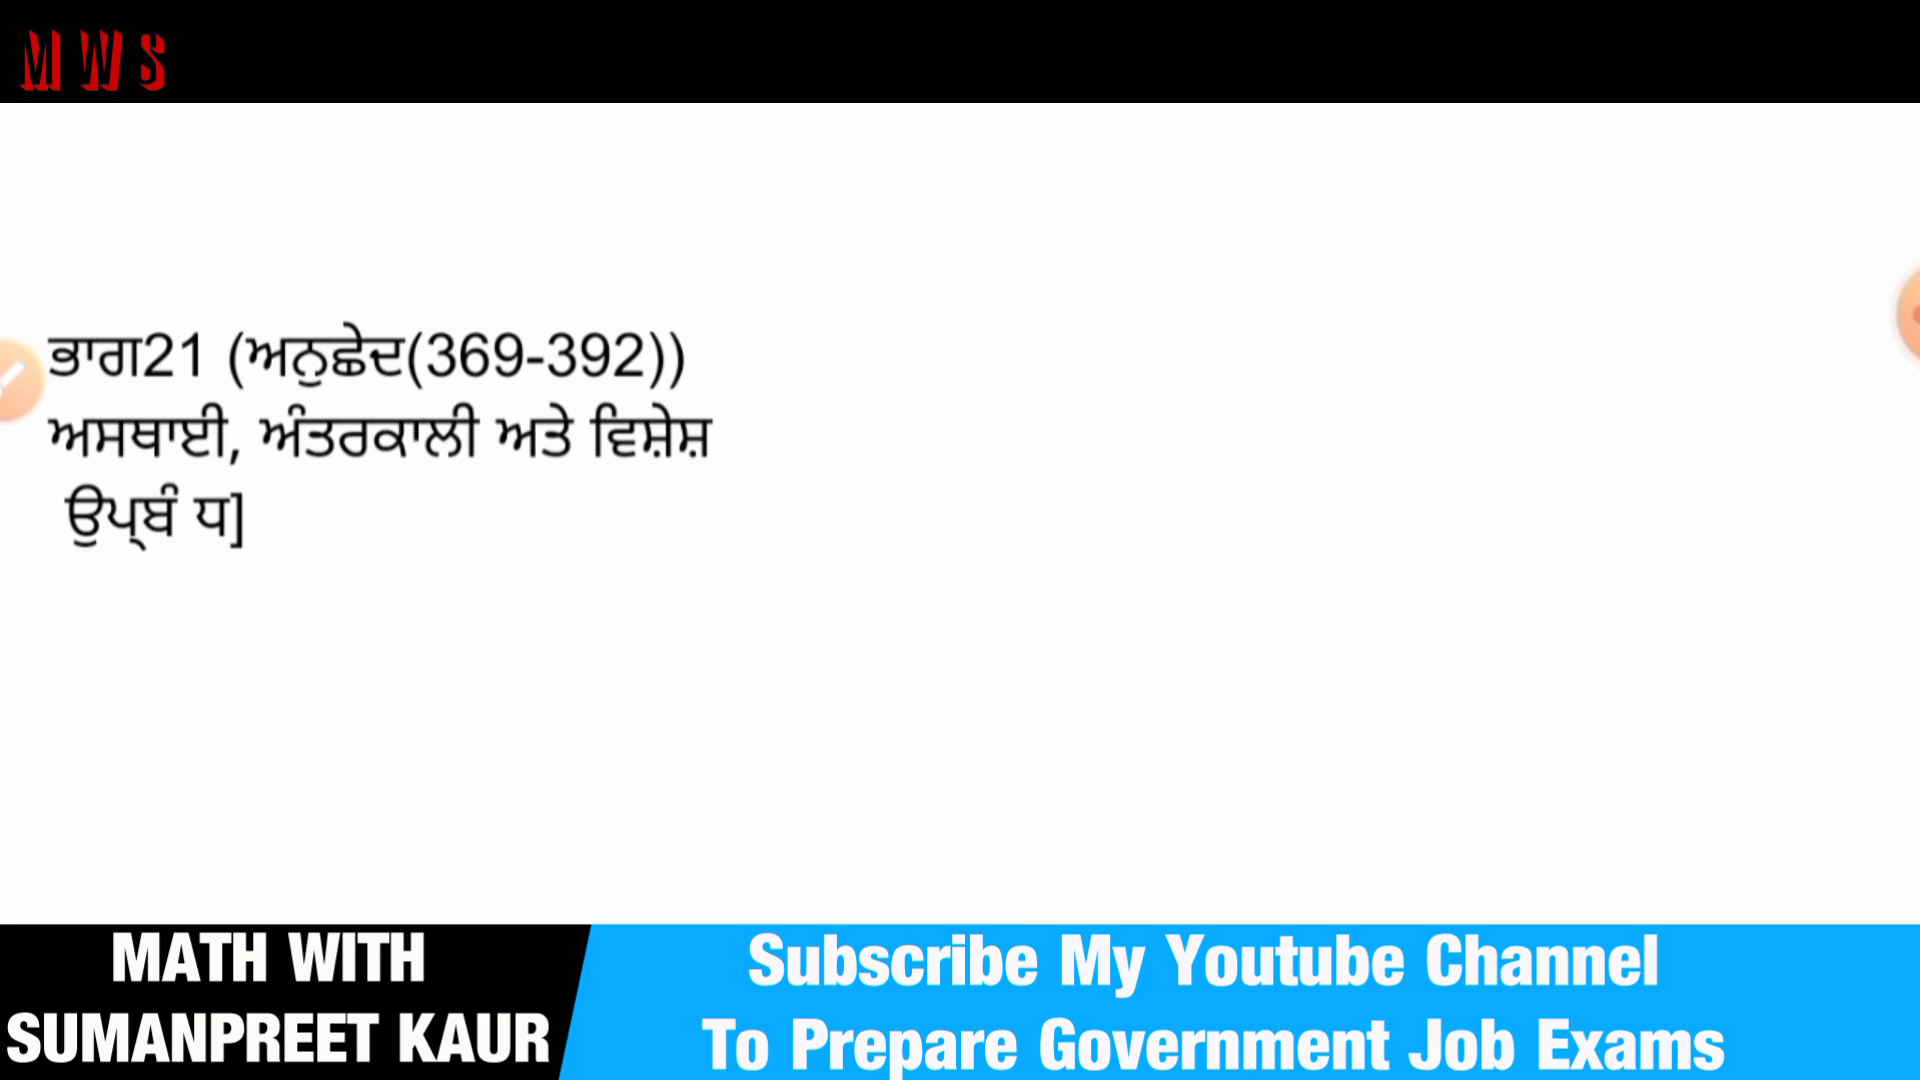 MWS
ਭਾਗ21 (ਅਨੁਛੇਦ(369-392))
ਅਸਥਾਈ, ਅੰਤਰਕਾਲੀ ਅਤੇ ਵਿਸ਼ੇਸ਼
ਉਪ੍ਬੰ ਧ]
MATH WITH
SUMANPREET KAUR
Subscribe My Youtube Channel
To Prepare Government Job Exams